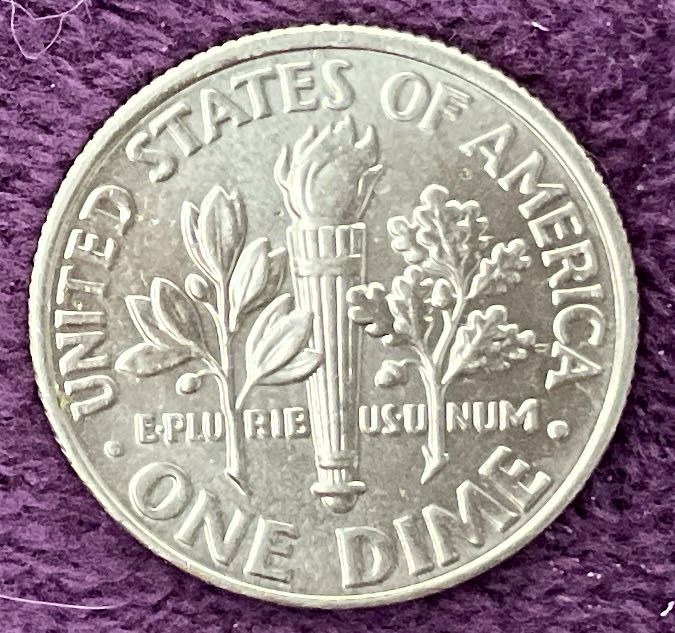 UNITED STATES OF AMERICA
E·PLU RIB US·U NUM
· ONE DIME ·